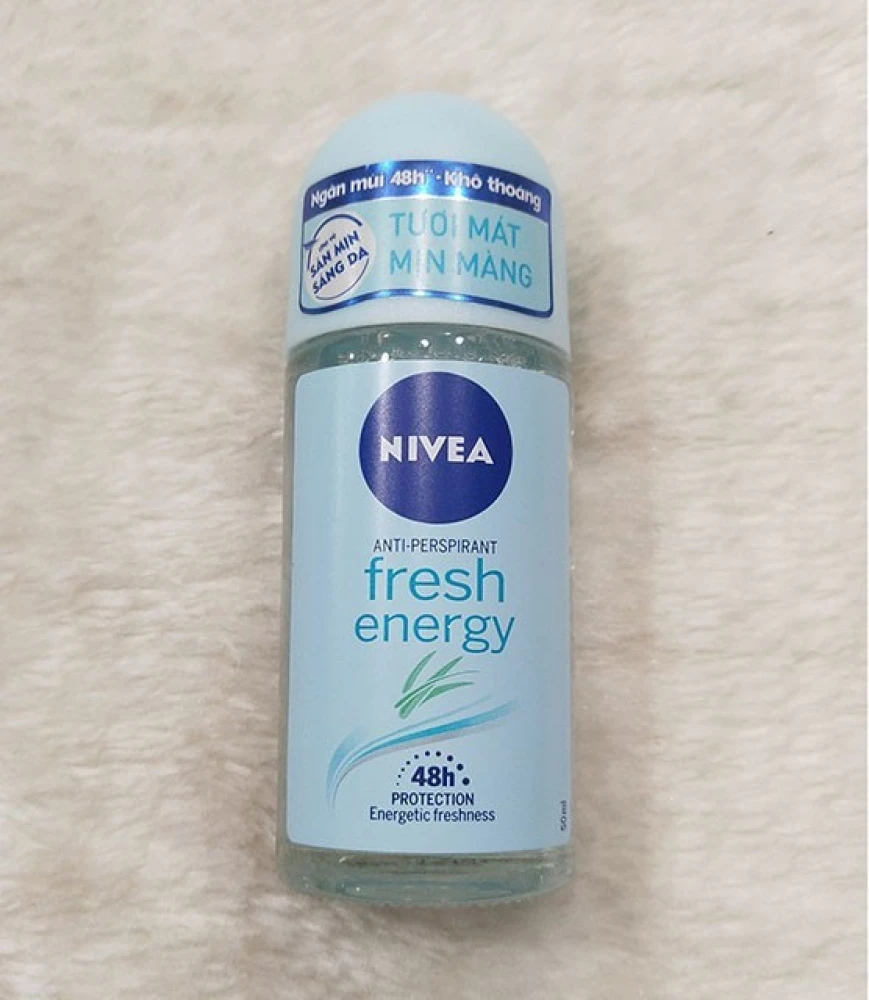 Ngăn mùi 48h · Khô thoáng
SĂN MỊN
SÁNG DA
TƯƠI MÁT
MỊN MÀNG
NIVEA
ANTI-PERSPIRANT
fresh
energy
48h
PROTECTION
Energetic freshness
50 ml